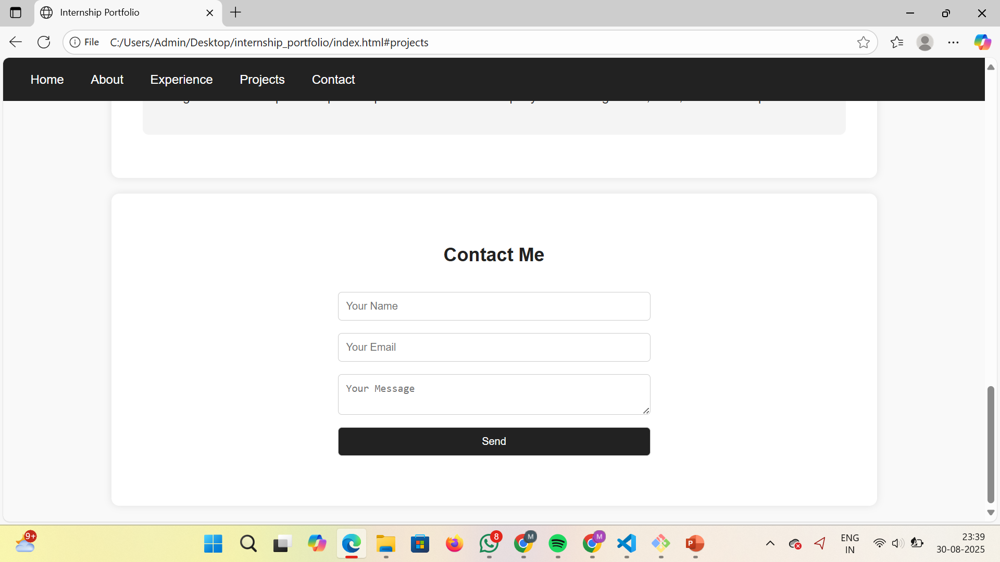 Internship Portfolio
File C:/Users/Admin/Desktop/internship_portfolio/index.html#projects
Home About Experience Projects Contact
Contact Me
Your Name
Your Email
Your Message
Send
9+
8
M
M
P
ENG
IN
23:39
30-08-2025